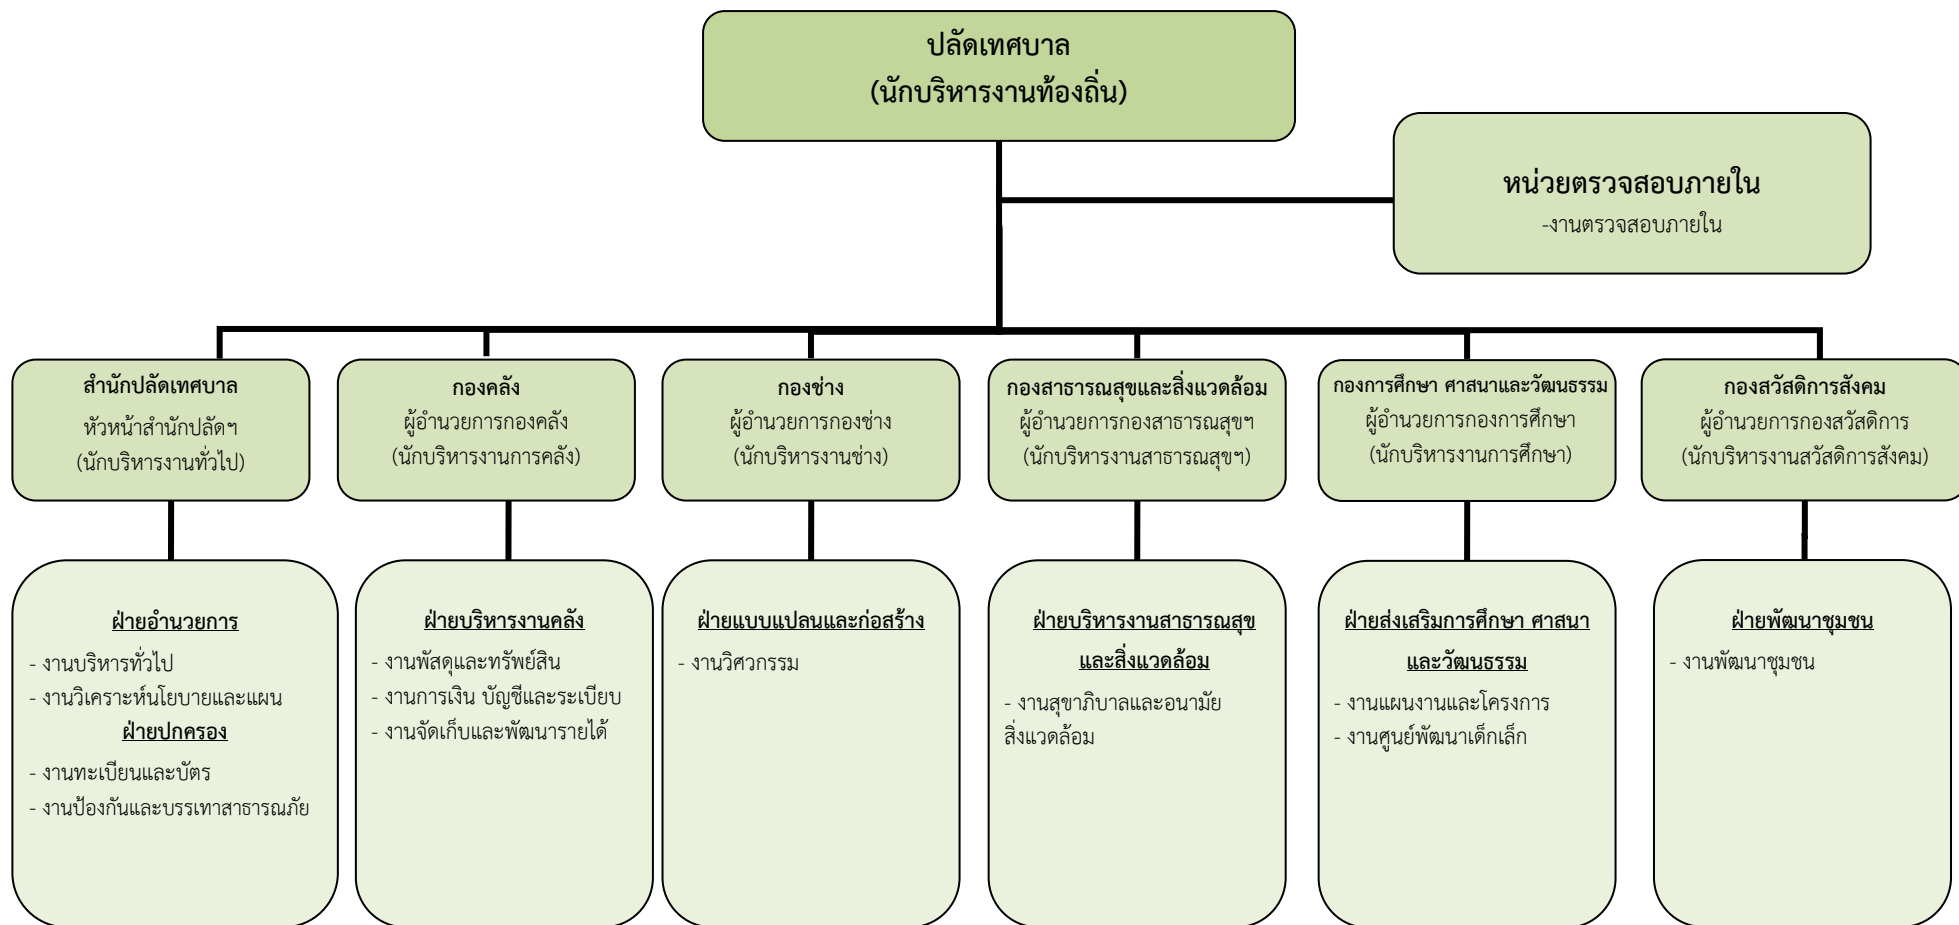 ปลัดเทศบาล
(นักบริหารงานท้องถิ่น)
หน่วยตรวจสอบภายใน
-งานตรวจสอบภายใน
สำนักปลัดเทศบาล
หัวหน้าสำนักปลัดฯ
(นักบริหารงานทั่วไป)
กองคลัง
ผู้อำนวยการกองคลัง
(นักบริหารงานการคลัง)
กองช่าง
ผู้อำนวยการกองช่าง
(นักบริหารงานช่าง)
กองสาธารณสุขและสิ่งแวดล้อม
ผู้อำนวยการกองสาธารณสุขฯ
(นักบริหารงานสาธารณสุขฯ)
กองการศึกษา ศาสนาและวัฒนธรรม
ผู้อำนวยการกองการศึกษา
(นักบริหารงานการศึกษา)
กองสวัสดิการสังคม
ผู้อำนวยการกองสวัสดิการ
(นักบริหารงานสวัสดิการสังคม)
ฝ่ายอำนวยการ
- งานบริหารทั่วไป
- งานวิเคราะห์นโยบายและแผน
ฝ่ายปกครอง
- งานทะเบียนและบัตร
- งานป้องกันและบรรเทาสาธารณภัย
ฝ่ายบริหารงานคลัง
- งานพัสดุและทรัพย์สิน
- งานการเงิน บัญชีและระเบียบ
- งานจัดเก็บและพัฒนารายได้
ฝ่ายแบบแปลนและก่อสร้าง
- งานวิศวกรรม
ฝ่ายบริหารงานสาธารณสุข
และสิ่งแวดล้อม
- งานสุขาภิบาลและอนามัย
สิ่งแวดล้อม
ฝ่ายส่งเสริมการศึกษา ศาสนา
และวัฒนธรรม
- งานแผนงานและโครงการ
- งานศูนย์พัฒนาเด็กเล็ก
ฝ่ายพัฒนาชุมชน
- งานพัฒนาชุมชน